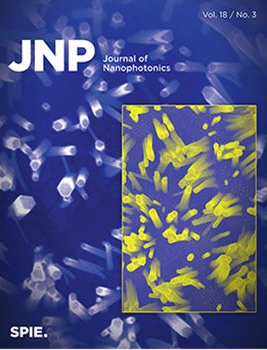 Vol. 18 / No. 3
JNP Journal of
Nanophotonics
SPIE.